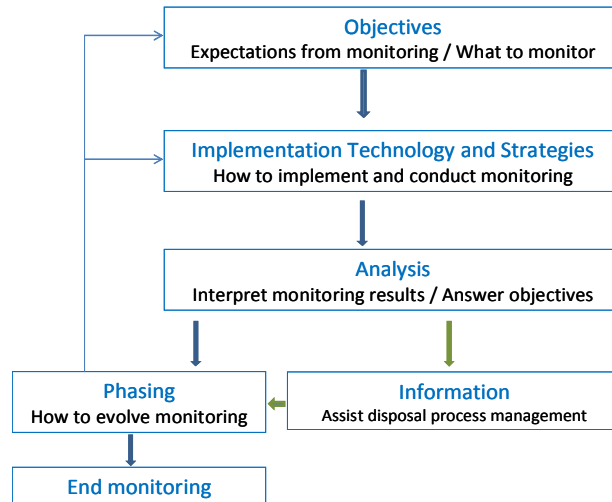 Objectives
Expectations from monitoring / What to monitor
Implementation Technology and Strategies
How to implement and conduct monitoring
Analysis
Interpret monitoring results / Answer objectives
Phasing
How to evolve monitoring
Information
Assist disposal process management
End monitoring